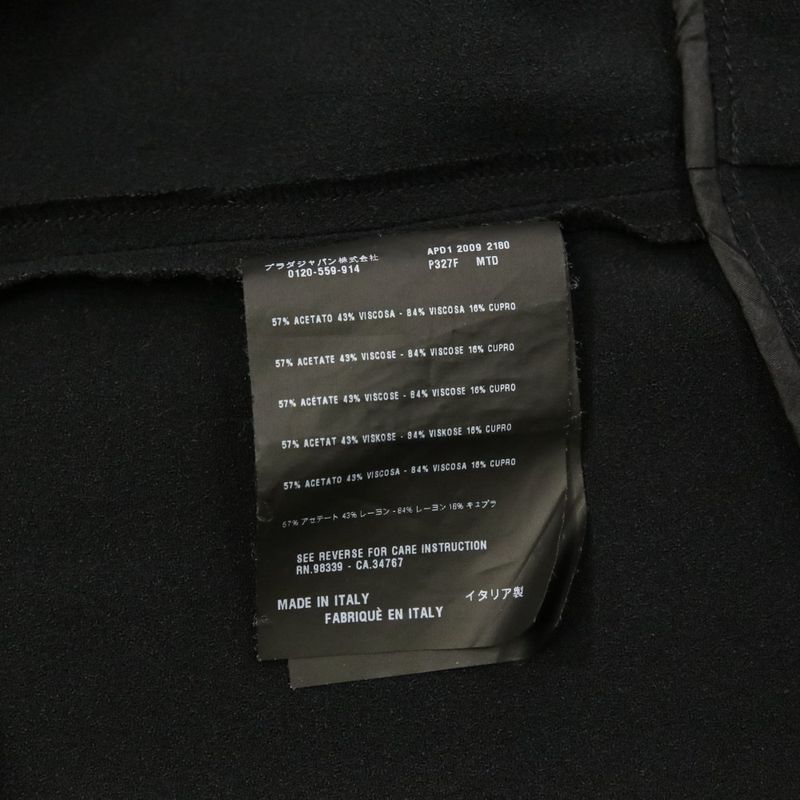 プラダジャパン株式会社
0120-559-914
APD1 2009 2180
P327F MTD
57% ACETATO 43% VISCOSA - 84% VISCOSA 16% CUPRO
57% ACETATE 43% VISCOSE - 84% VISCOSE 16% CUPRO
57% ACÉTATE 43% VISCOSE - 84% VISCOSE 16% CUPRO
57% ACETAT 43% VISKOSE - 84% VISKOSE 16% CUPRO
57% ACETATO 43% VISCOSA - 84% VISCOSA 16% CUPRO
57% アセテート 43% レーヨン - 84% レーヨン 16% キュプラ
SEE REVERSE FOR CARE INSTRUCTION
RN.98339 - CA.34767
MADE IN ITALY
イタリア製
FABRIQUÈ EN ITALY